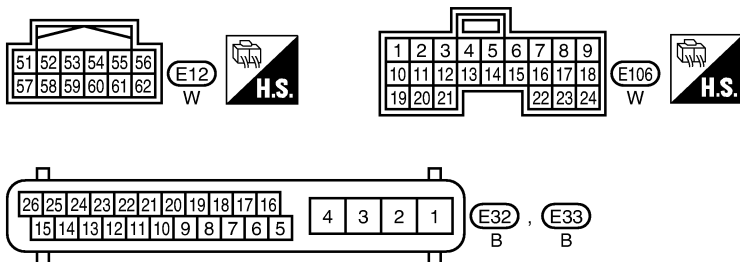 51 52 53 54 55 56
57 58 59 60 61 62
E12
W
H.S.
1 2 3 4 5 6 7 8 9
10 11 12 13 14 15 16 17 18
19 20 21 22 23 24
E106
W
H.S.
26 25 24 23 22 21 20 19 18 17 16
15 14 13 12 11 10 9 8 7 6 5
4 3 2 1
E32 , E33
B B